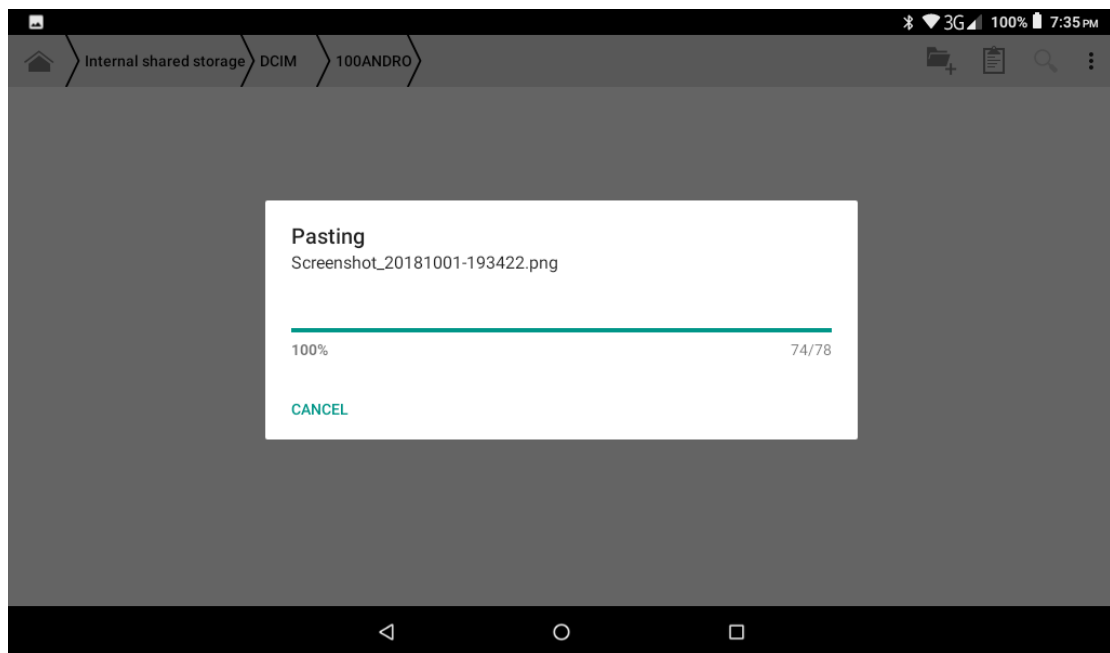 3G 100% 7:35 PM
Internal shared storage DCIM 100ANDRO
Pasting
Screenshot_20181001-193422.png
100% 74/78
CANCEL